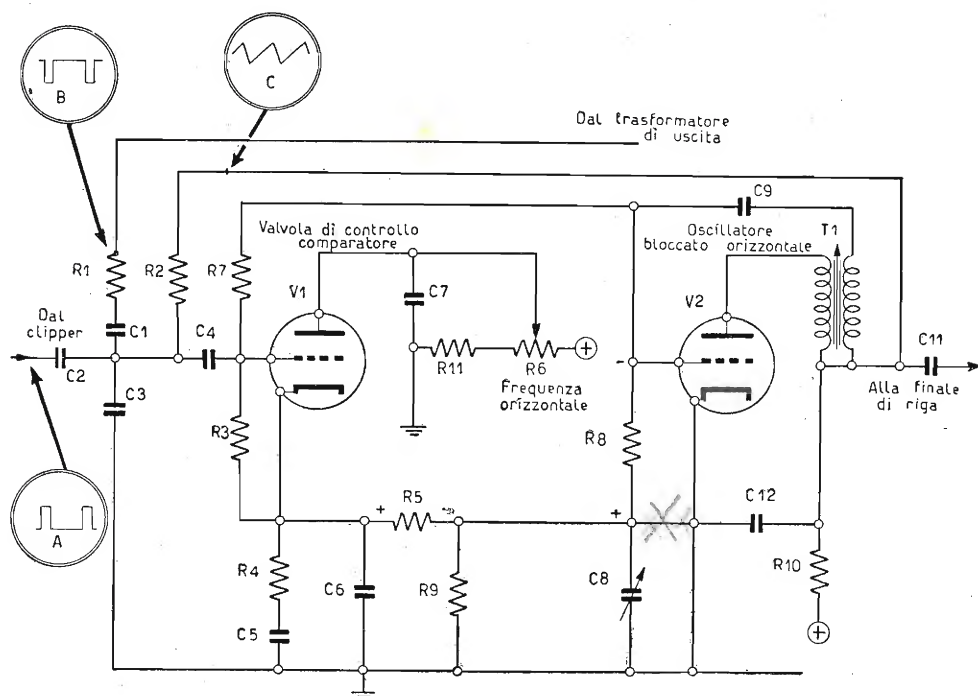 B
C
Dal trasformatore
di uscita
C9
Valvola di controllo
comparatore
Oscillatore
bloccato orizzontale
T1
R1
R2
R7
V1
C7
V2
Dal
clipper
C1
C4
C2
R11
R6
Frequenza
orizzontale
C11
Alla finale
di riga
C3
R3
R8
A
R5
C12
R4
C6
R9
C8
R10
C5